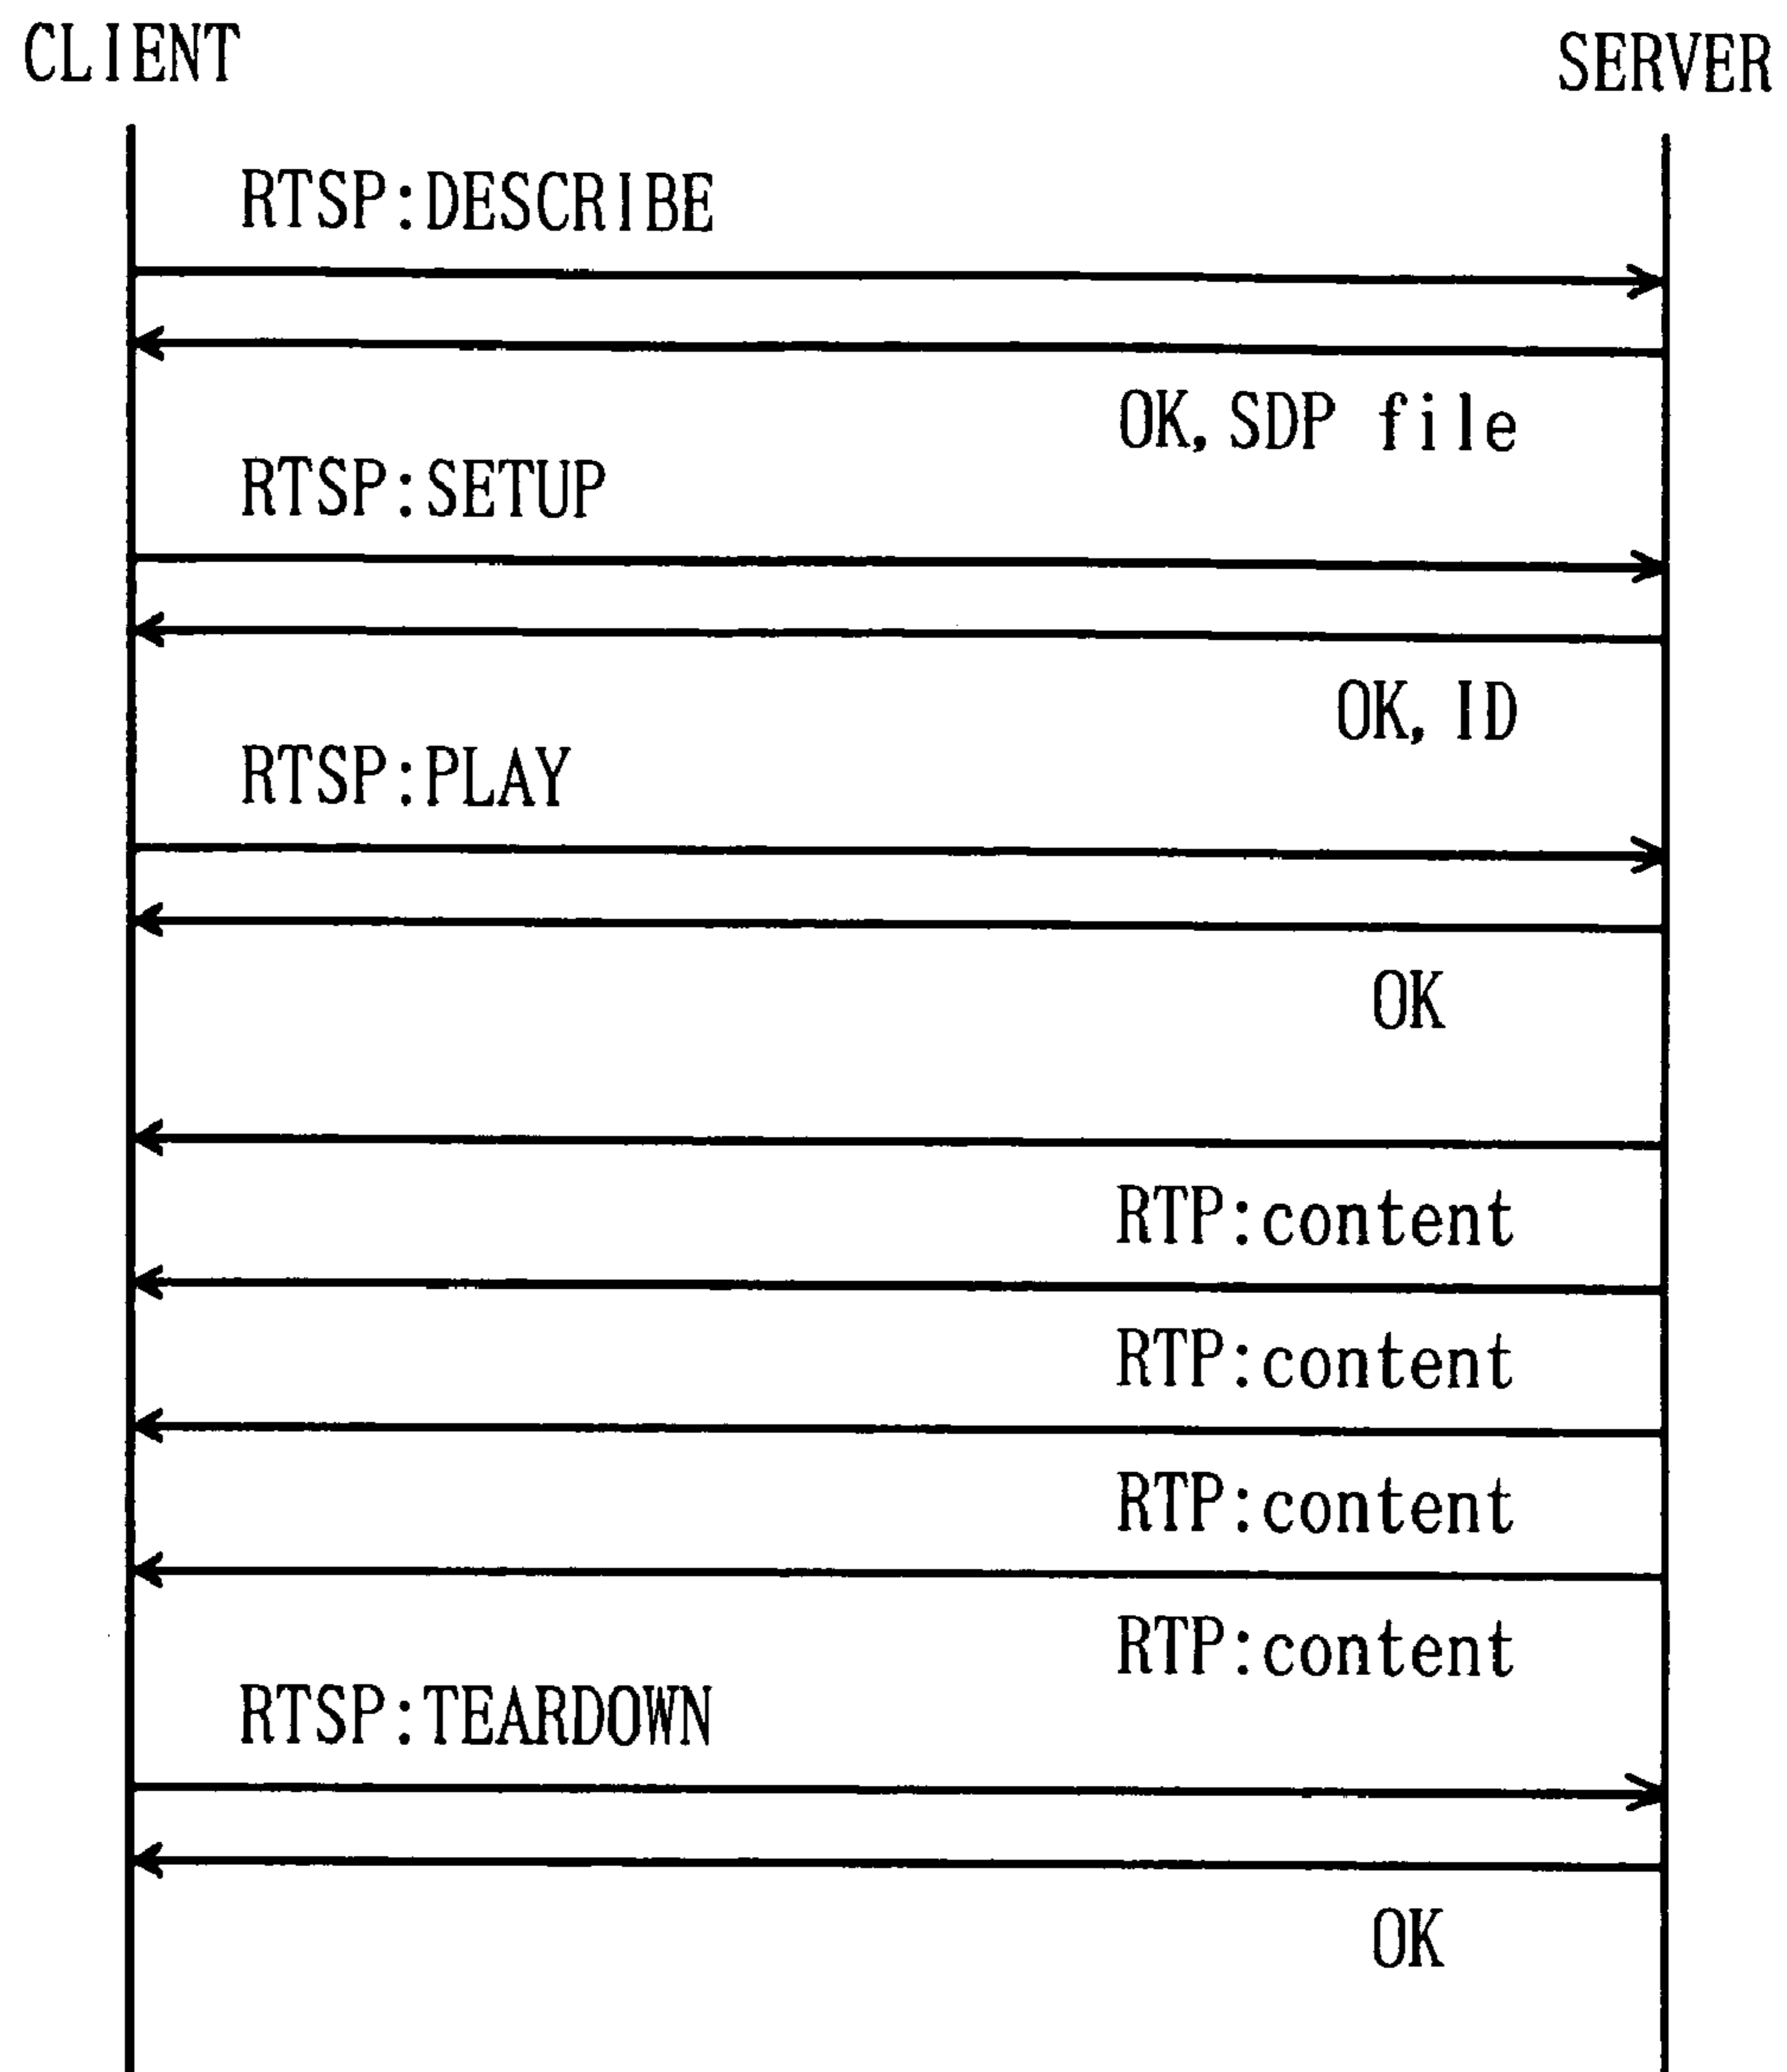 CLIENT
SERVER
RTSP:DESCRIBE
OK, SDP file
RTSP:SETUP
OK, ID
RTSP:PLAY
OK
RTP:content
RTP:content
RTP:content
RTP:content
RTSP:TEARDOWN
OK